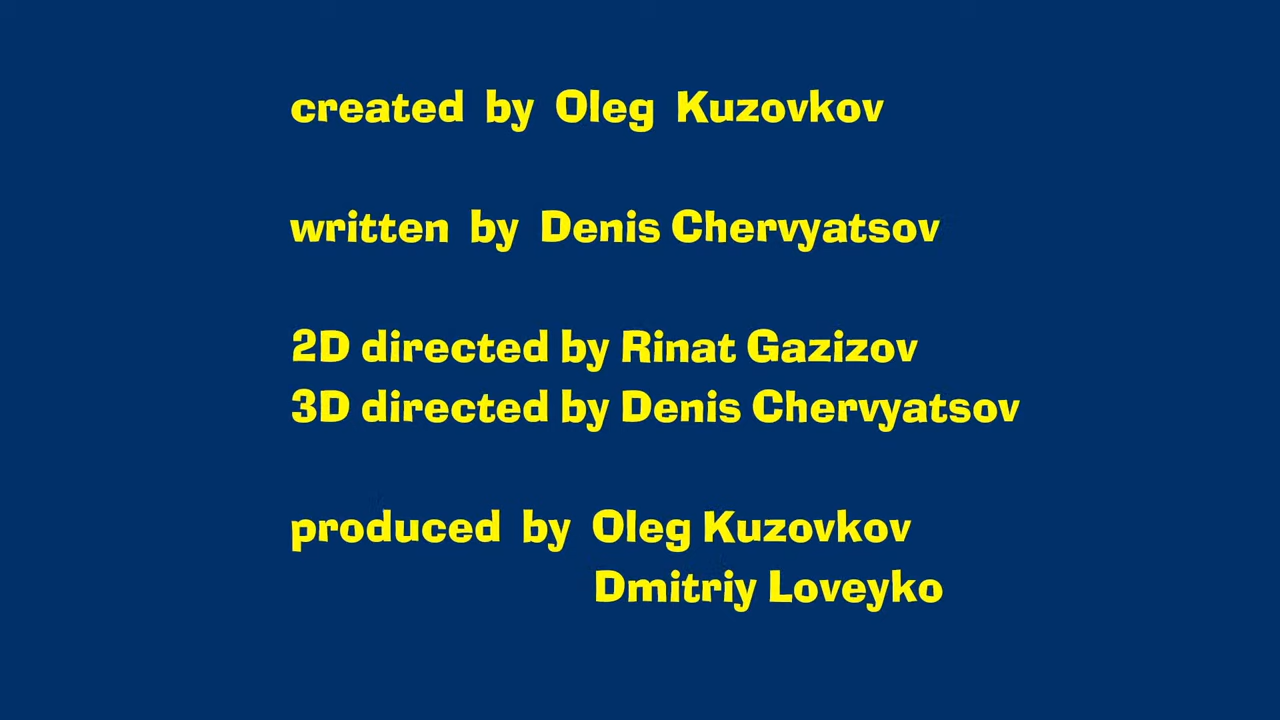 created by Oleg Kuzovkov
written by Denis Chervyatsov
2D directed by Rinat Gazizov
3D directed by Denis Chervyatsov
produced by Oleg Kuzovkov
Dmitriy Loveyko